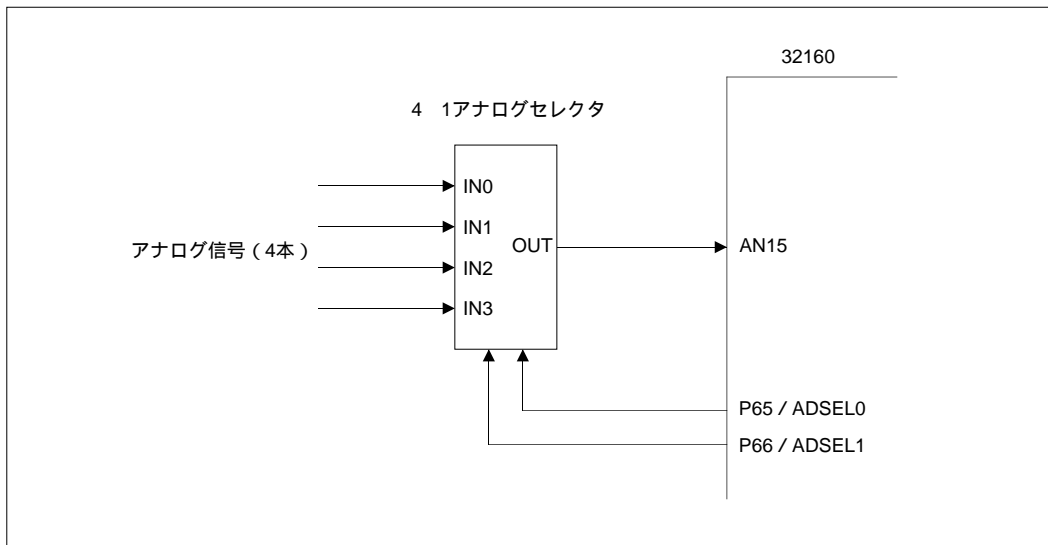 32160
4 1アナログセレクタ
IN0
IN1
アナログ信号(4本)
OUT
AN15
IN2
IN3
P65 / ADSEL0
P66 / ADSEL1